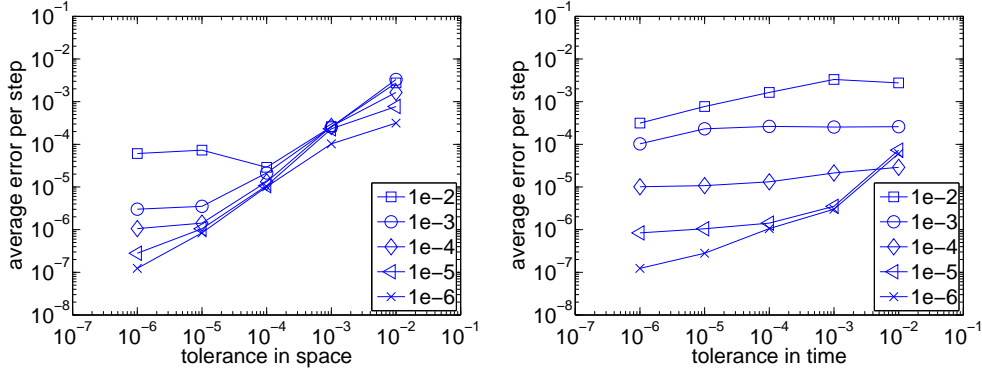 10^-1
10^-2
10^-3
10^-4
10^-5
10^-6
10^-7
10^-8
average error per step
10^-7 10^-6 10^-5 10^-4 10^-3 10^-2 10^-1
tolerance in space
1e−2
1e−3
1e−4
1e−5
1e−6
10^-1
10^-2
10^-3
10^-4
10^-5
10^-6
10^-7
10^-8
average error per step
10^-7 10^-6 10^-5 10^-4 10^-3 10^-2 10^-1
tolerance in time
1e−2
1e−3
1e−4
1e−5
1e−6